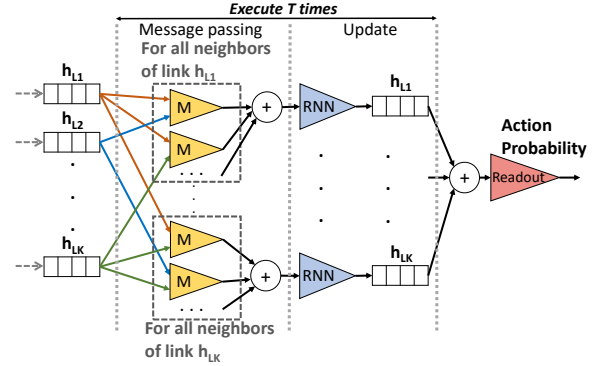 Execute T times
Message passing
Update
For all neighbors
of link hL1
hL1
hL2
hLK
M
M
. . .
+
M
M
. . .
+
For all neighbors
of link hLK
RNN
hL1
RNN
hLK
+
Action
Probability
Readout